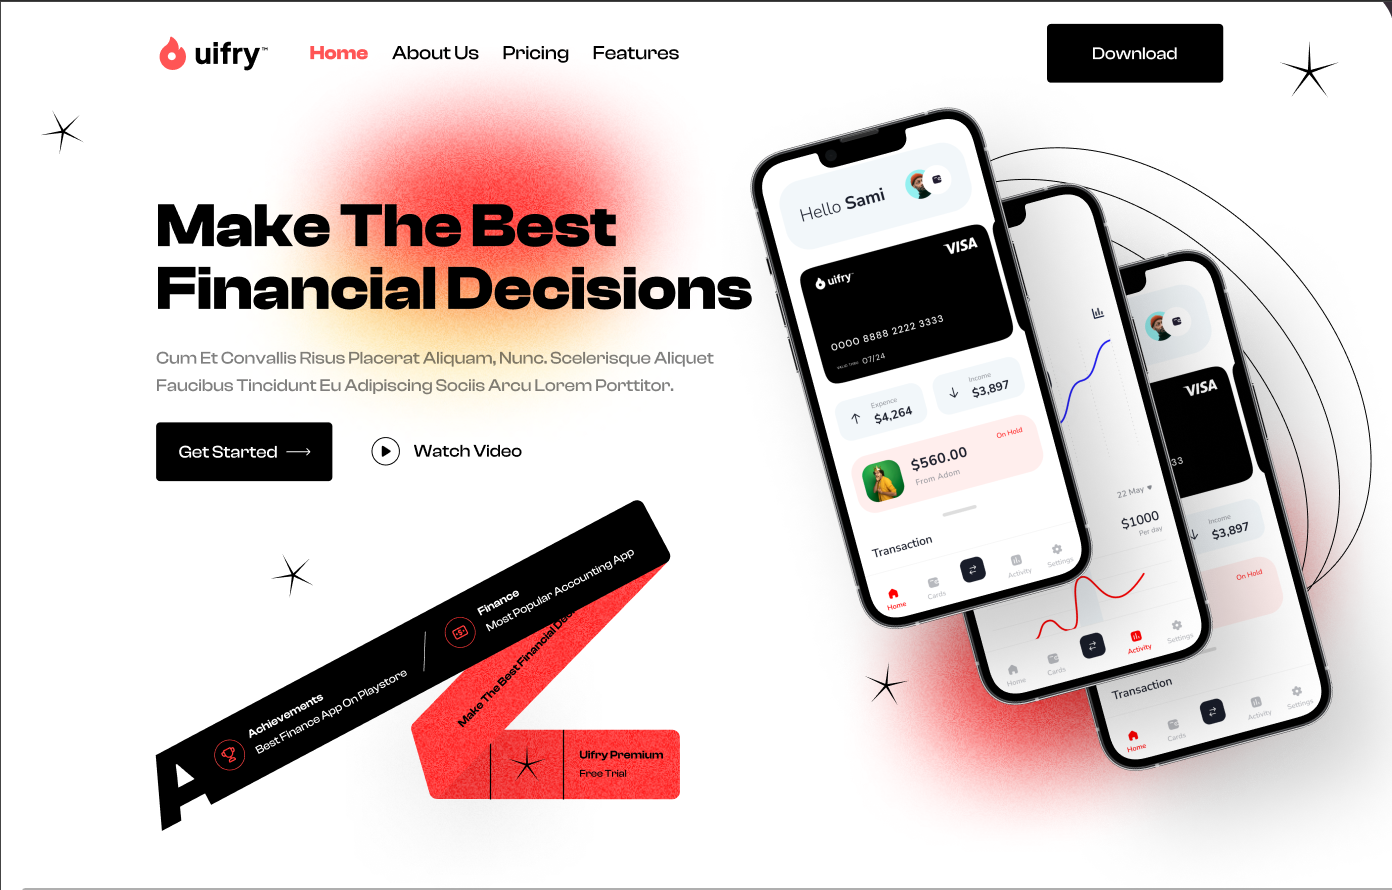 uifry™
Home
About Us
Pricing
Features
Download
Make The Best
Financial Decisions
Cum Et Convallis Risus Placerat Aliquam, Nunc. Scelerisque Aliquet
Faucibus Tincidunt Eu Adipiscing Sociis Arcu Lorem Porttitor.
Get Started
Watch Video
Achievements
Best Finance App On Playstore
Finance
Most Popular Accounting App
Make The Best Financial Dec
Uifry Premium
Free Trial
Hello Sami
VISA
uifry
0000 8888 2222 3333
VALID THRU 07/24
Expence
$4,264
Income
$3,897
On Hold
$560.00
From Adom
Transaction
Home
Cards
Activity
Settings
22 May
$1000
Per day
Home
Cards
Activity
Settings
VISA
33
Income
$3,897
On Hold
Transaction
Home
Cards
Activity
Settings